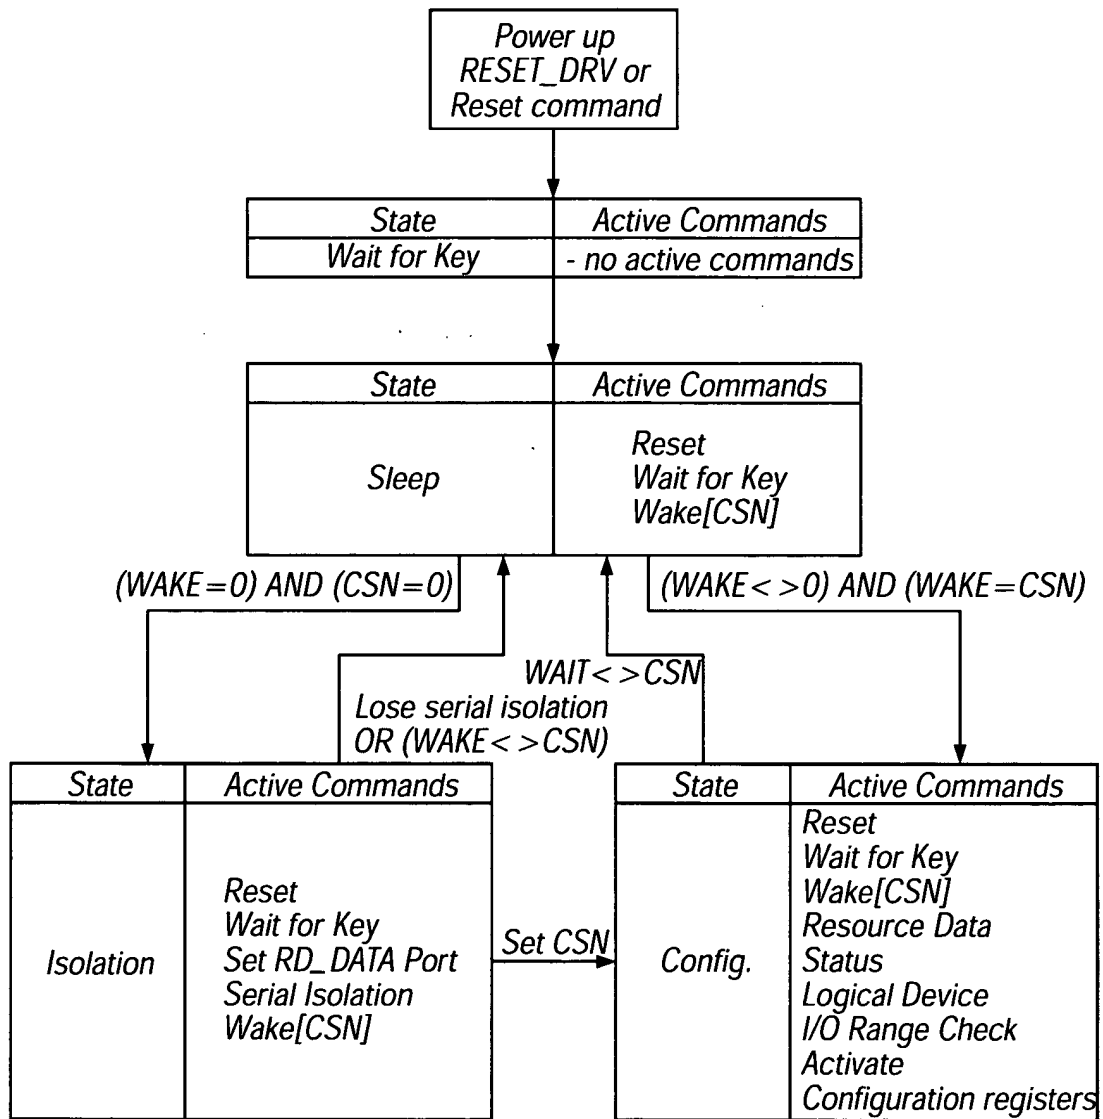 Power up
RESET_DRV or
Reset command
State Active Commands
Wait for Key - no active commands
State Active Commands
Sleep
Reset
Wait for Key
Wake[CSN]
(WAKE=0) AND (CSN=0)
(WAKE< >0) AND (WAKE=CSN)
WAIT< >CSN
Lose serial isolation
OR (WAKE< >CSN)
State Active Commands
Isolation
Reset
Wait for Key
Set RD_DATA Port
Serial Isolation
Wake[CSN]
Set CSN
State Active Commands
Config.
Reset
Wait for Key
Wake[CSN]
Resource Data
Status
Logical Device
I/O Range Check
Activate
Configuration registers